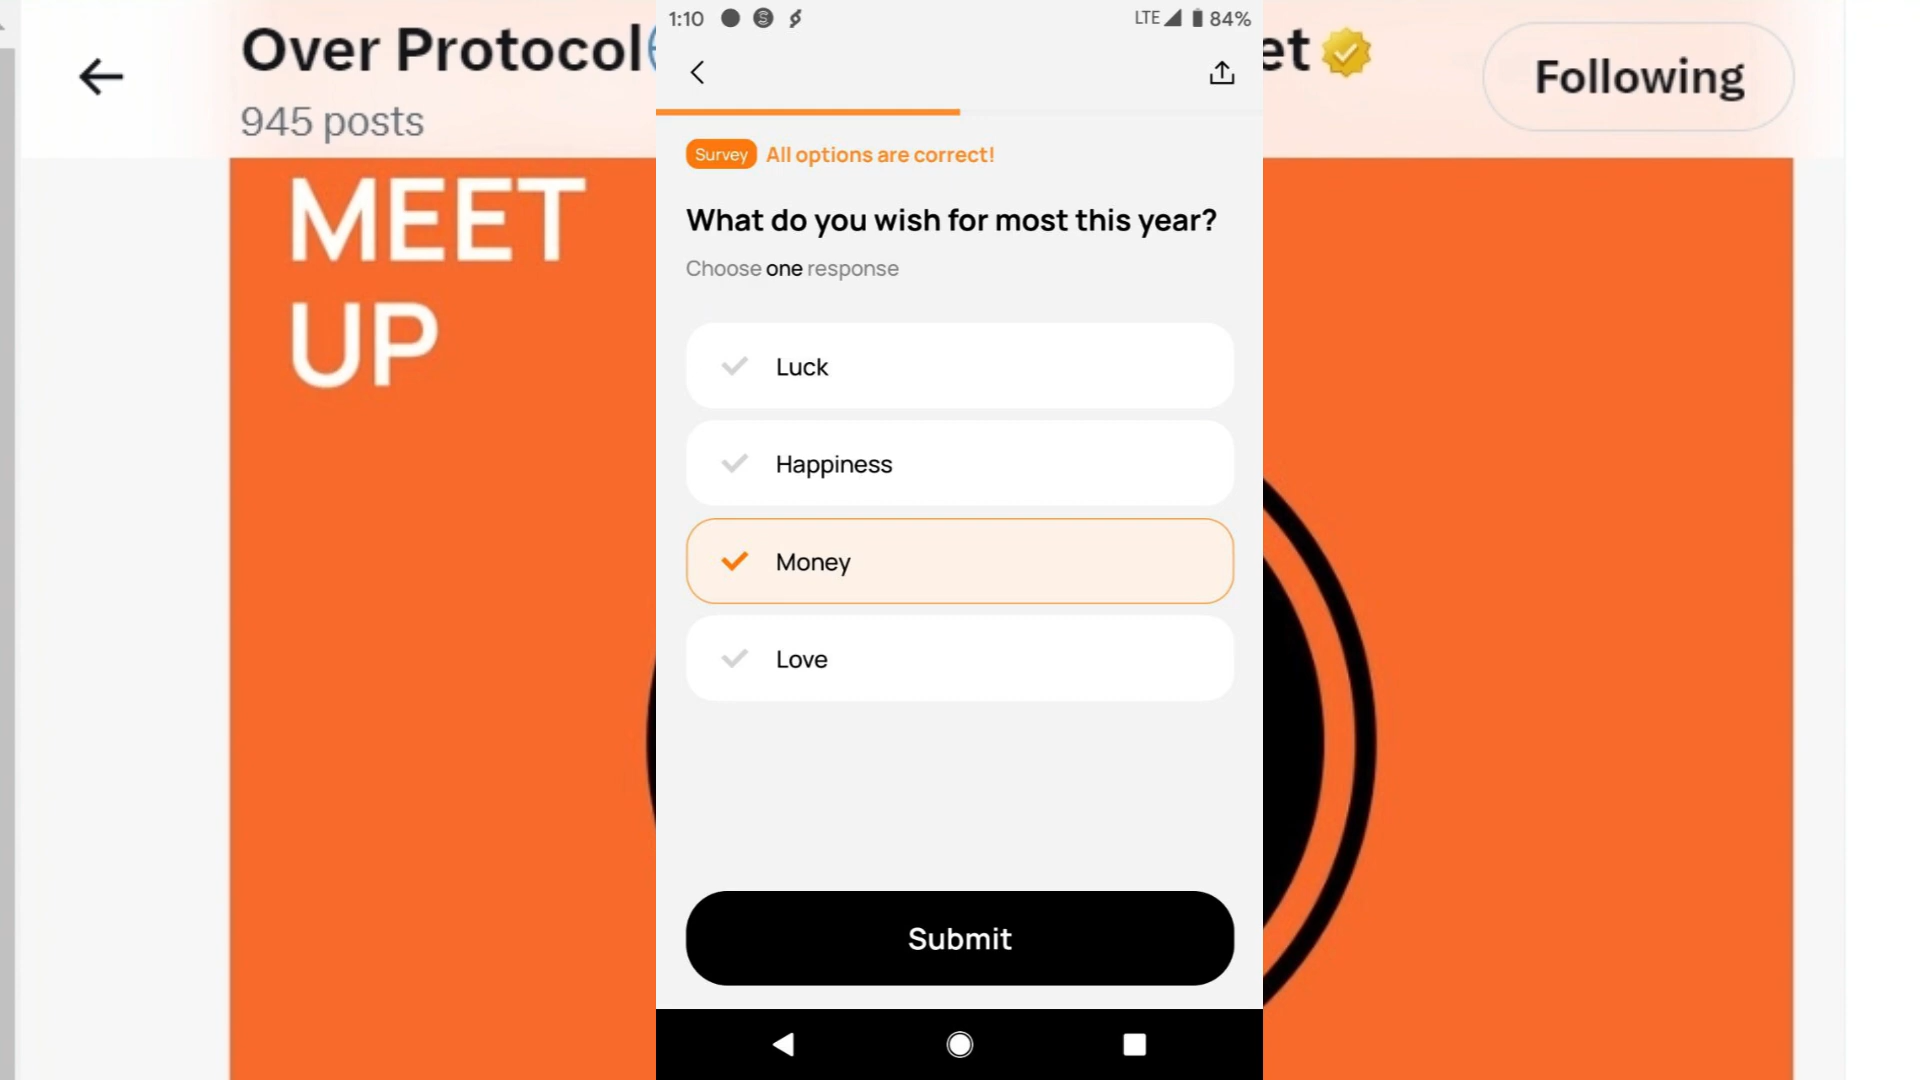 Over Protocol
et
945 posts
Following
MEET
UP
1:10
LTE
84%
Survey
All options are correct!
What do you wish for most this year?
Choose one response
Luck
Happiness
Money
Love
Submit